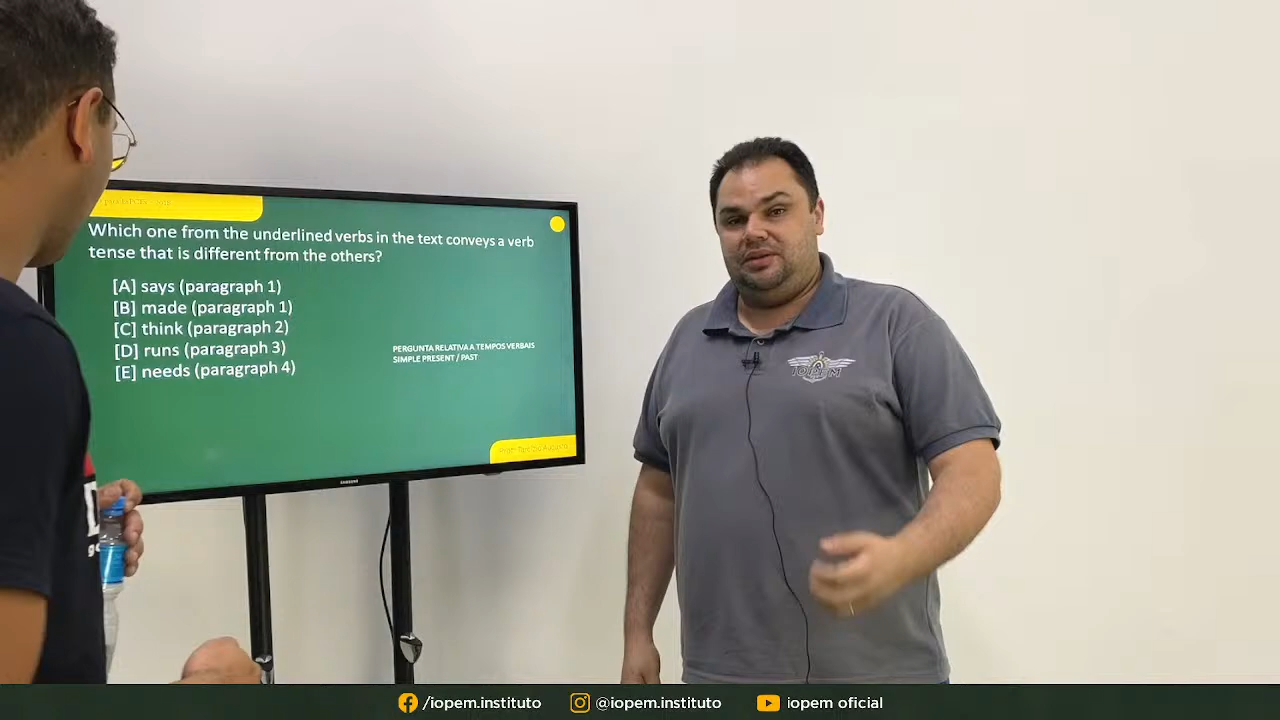 Which one from the underlined verbs in the text conveys a verb
tense that is different from the others?
[A] says (paragraph 1)
[B] made (paragraph 1)
[C] think (paragraph 2)
[D] runs (paragraph 3)
[E] needs (paragraph 4)
PERGUNTA RELATIVA A TEMPOS VERBAIS
SIMPLE PRESENT / PAST
SAMSUNG
IOPEM
/iopem.instituto
@iopem.instituto
iopem oficial